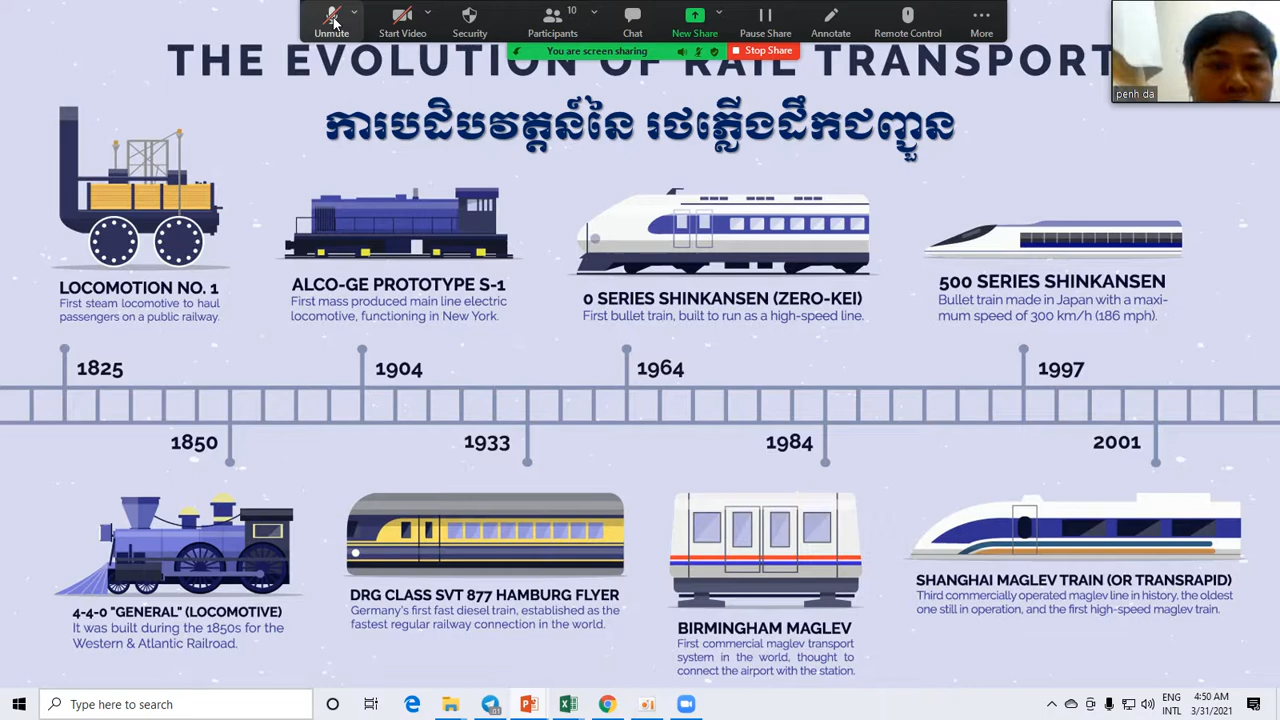 Unmute
Start Video
Security
10
Participants
Chat
New Share
Pause Share
Annotate
Remote Control
More
You are screen sharing
Stop Share
penh da
THE EVOLUTION OF RAIL TRANSPORT
ការបដិបវត្តន៍នៃ រថភ្លើងដឹកជញ្ជូន
LOCOMOTION NO. 1
First steam locomotive to haul
passengers on a public railway.
ALCO-GE PROTOTYPE S-1
First mass produced main line electric
locomotive, functioning in New York.
0 SERIES SHINKANSEN (ZERO-KEI)
First bullet train, built to run as a high-speed line.
500 SERIES SHINKANSEN
Bullet train made in Japan with a maxi-
mum speed of 300 km/h (186 mph).
1825
1904
1964
1997
1850
1933
1984
2001
4-4-0 "GENERAL" (LOCOMOTIVE)
It was built during the 1850s for the
Western & Atlantic Railroad.
DRG CLASS SVT 877 HAMBURG FLYER
Germany's first fast diesel train, established as the
fastest regular railway connection in the world.
BIRMINGHAM MAGLEV
First commercial maglev transport
system in the world, thought to
connect the airport with the station.
SHANGHAI MAGLEV TRAIN (OR TRANSRAPID)
Third commercially operated maglev line in history, the oldest
one still in operation, and the first high-speed maglev train.
Type here to search
ENG
INTL
4:50 AM
3/31/2021